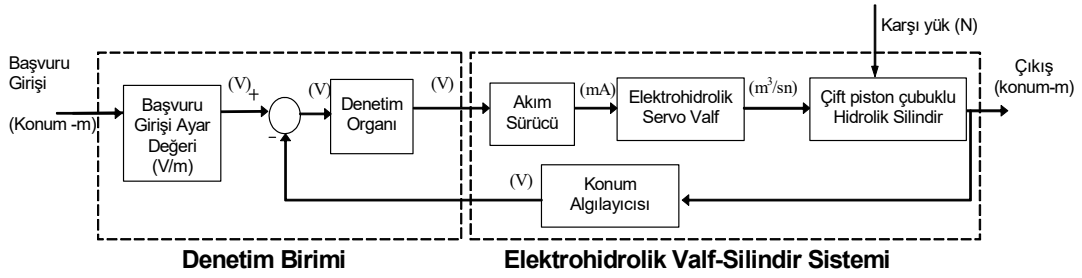 Karşı yük (N)
Başvuru
Girişi
(Konum -m)
Başvuru
Girişi Ayar
Değeri
(V/m)
(V)
+
-
(V)
Denetim
Organı
(V)
Akım
Sürücü
(mA)
Elektrohidrolik
Servo Valf
(m³/sn)
Çift piston çubuklu
Hidrolik Silindir
Çıkış
(konum-m)
(V)
Konum
Algılayıcısı
Denetim Birimi
Elektrohidrolik Valf-Silindir Sistemi